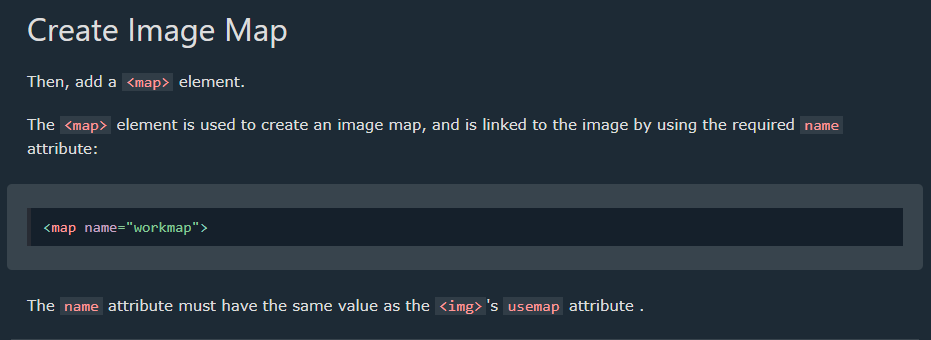 Create Image Map
Then, add a <map> element.
The <map> element is used to create an image map, and is linked to the image by using the required name
attribute:
<map name="workmap">
The name attribute must have the same value as the <img>'s usemap attribute .